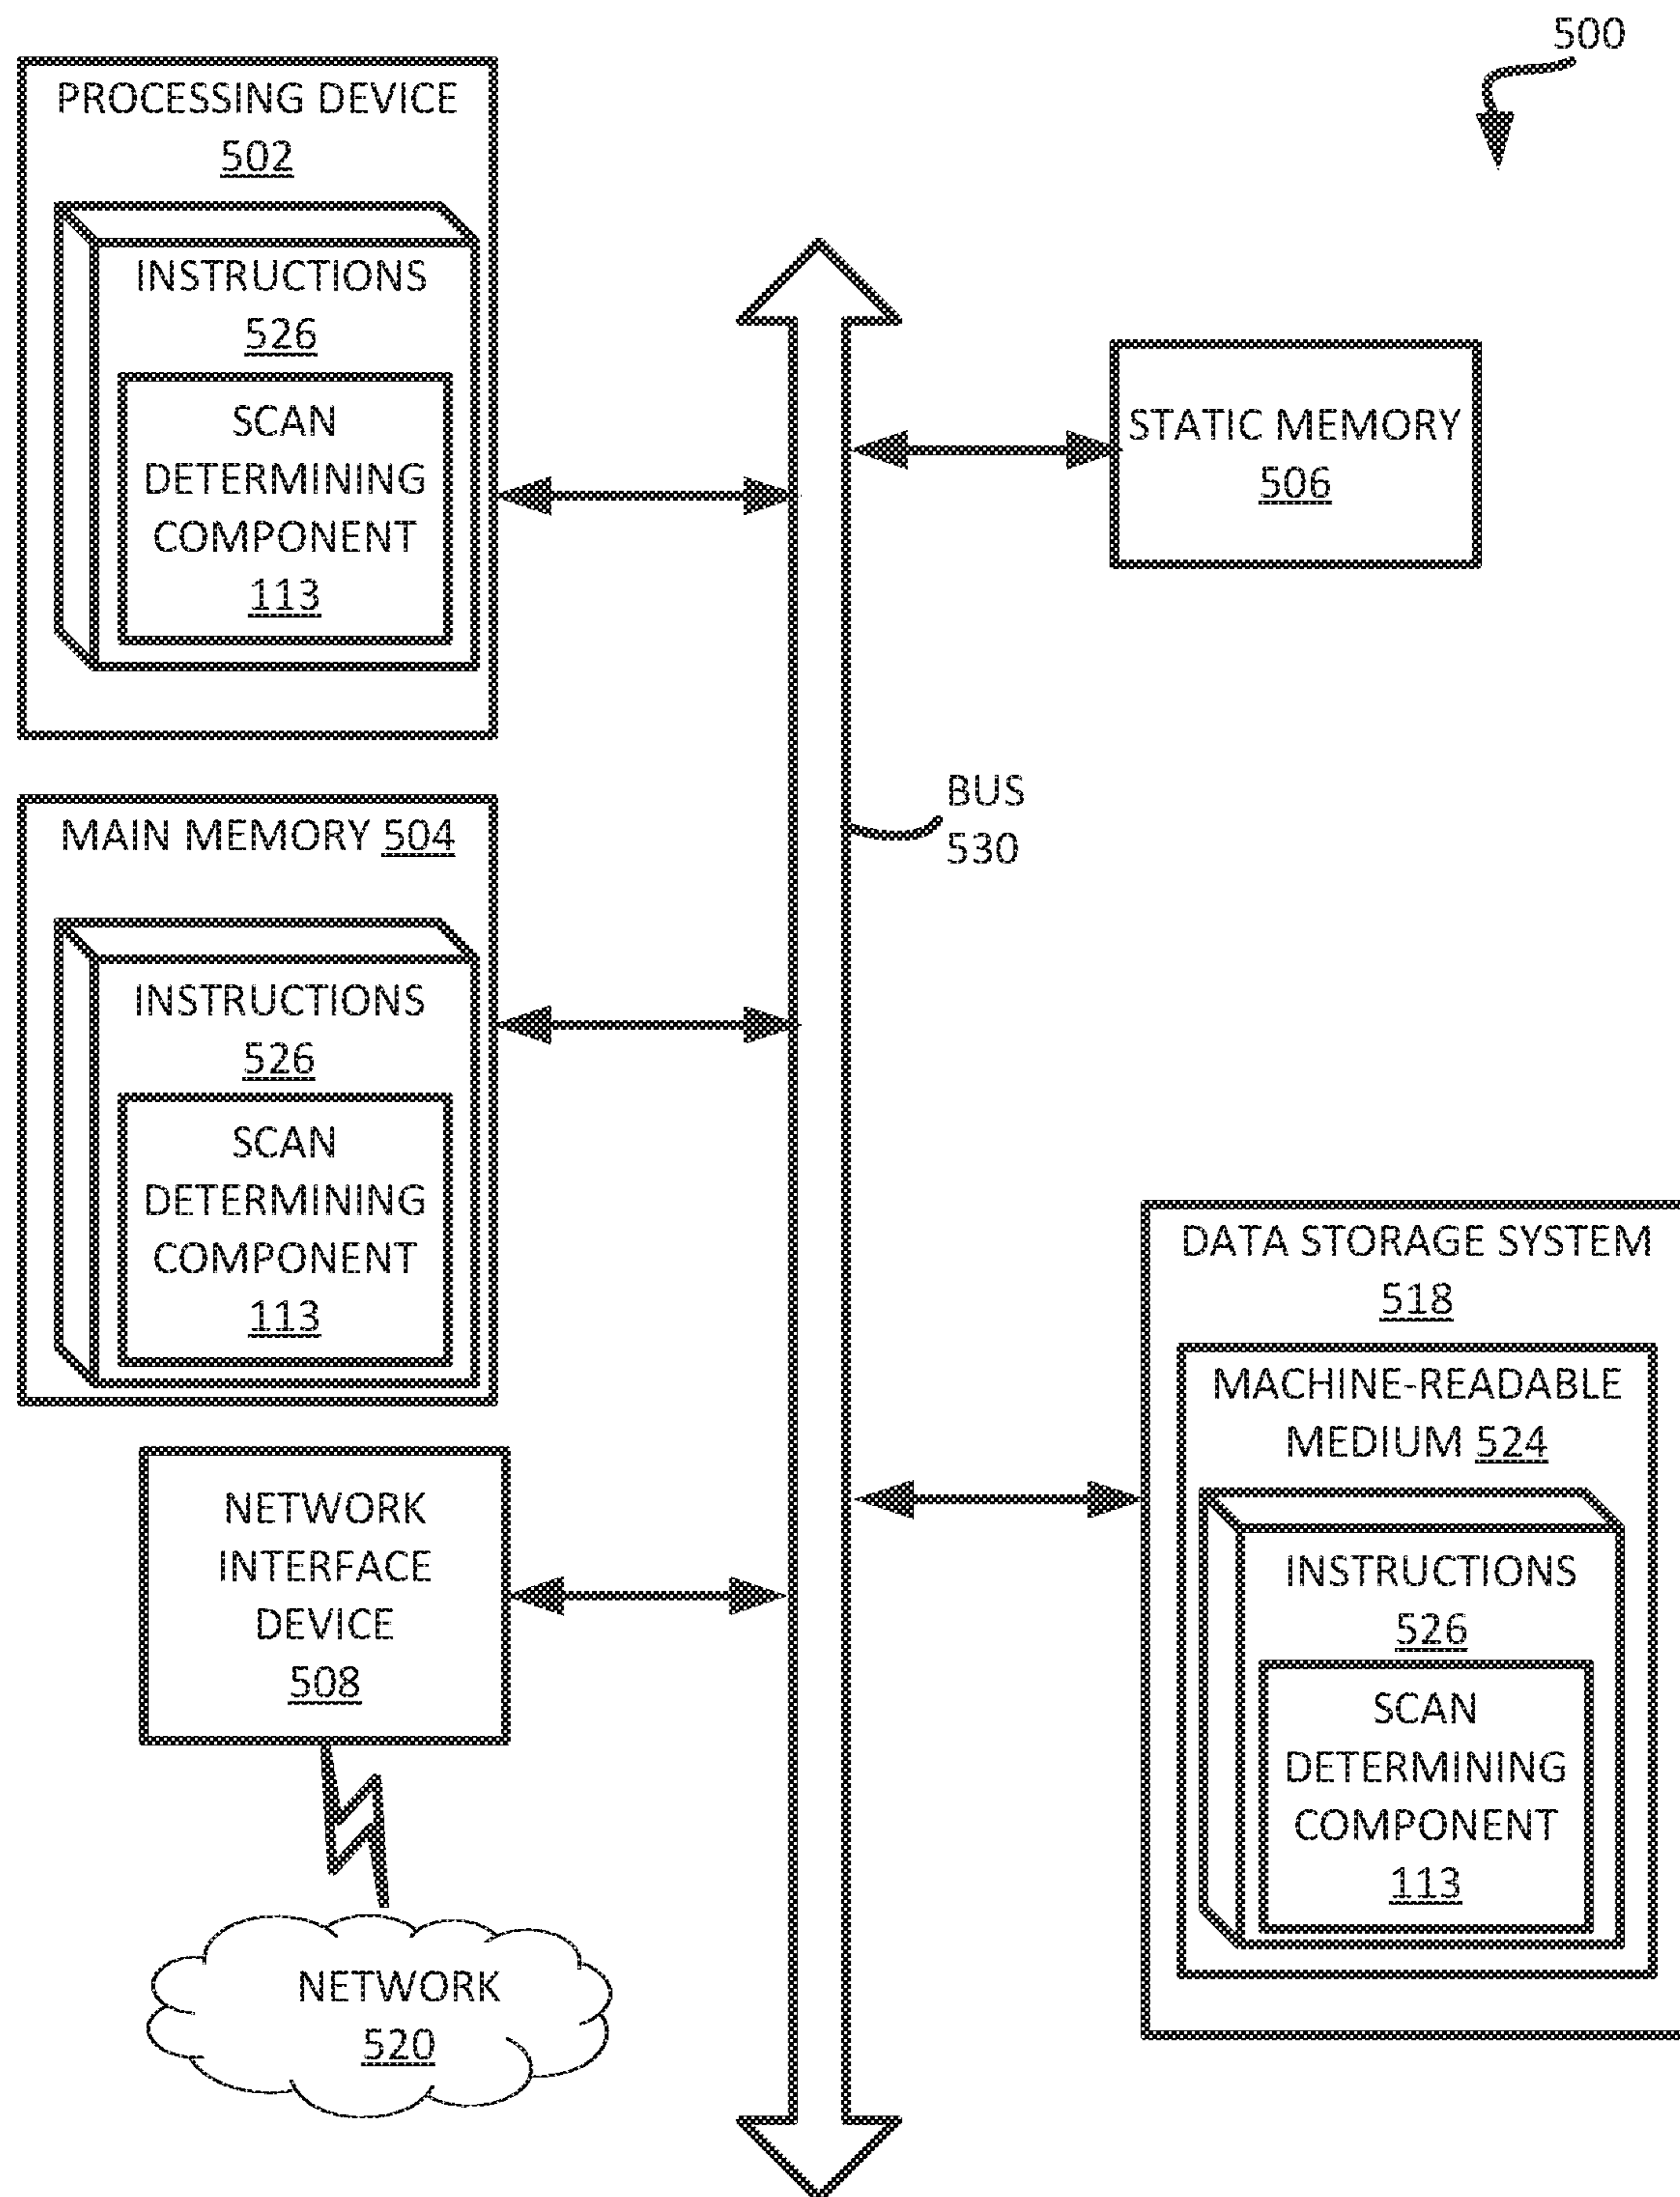 500
PROCESSING DEVICE
502
INSTRUCTIONS
526
SCAN
DETERMINING
COMPONENT
113
STATIC MEMORY
506
BUS
530
MAIN MEMORY 504
INSTRUCTIONS
526
SCAN
DETERMINING
COMPONENT
113
DATA STORAGE SYSTEM
518
MACHINE-READABLE
MEDIUM 524
INSTRUCTIONS
526
SCAN
DETERMINING
COMPONENT
113
NETWORK
INTERFACE
DEVICE
508
NETWORK
520